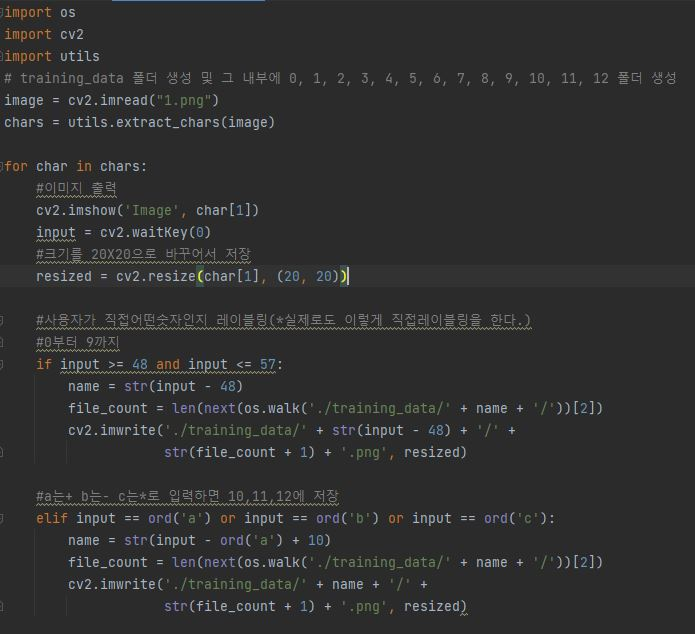 import os
import cv2
import utils
# training_data 폴더 생성 및 그 내부에 0, 1, 2, 3, 4, 5, 6, 7, 8, 9, 10, 11, 12 폴더 생성
image = cv2.imread("1.png")
chars = utils.extract_chars(image)
for char in chars:
#이미지 출력
cv2.imshow('Image', char[1])
input = cv2.waitKey(0)
#크기를 20X20으로 바꾸어서 저장
resized = cv2.resize(char[1], (20, 20))
#사용자가 직접어떤숫자인지 레이블링(*실제로도 이렇게 직접레이블링을 한다.)
#0부터 9까지
if input >= 48 and input <= 57:
name = str(input - 48)
file_count = len(next(os.walk('./training_data/' + name + '/'))[2])
cv2.imwrite('./training_data/' + str(input - 48) + '/' +
str(file_count + 1) + '.png', resized)
#a는+ b는- c는*로 입력하면 10,11,12에 저장
elif input == ord('a') or input == ord('b') or input == ord('c'):
name = str(input - ord('a') + 10)
file_count = len(next(os.walk('./training_data/' + name + '/'))[2])
cv2.imwrite('./training_data/' + name + '/' +
str(file_count + 1) + '.png', resized)